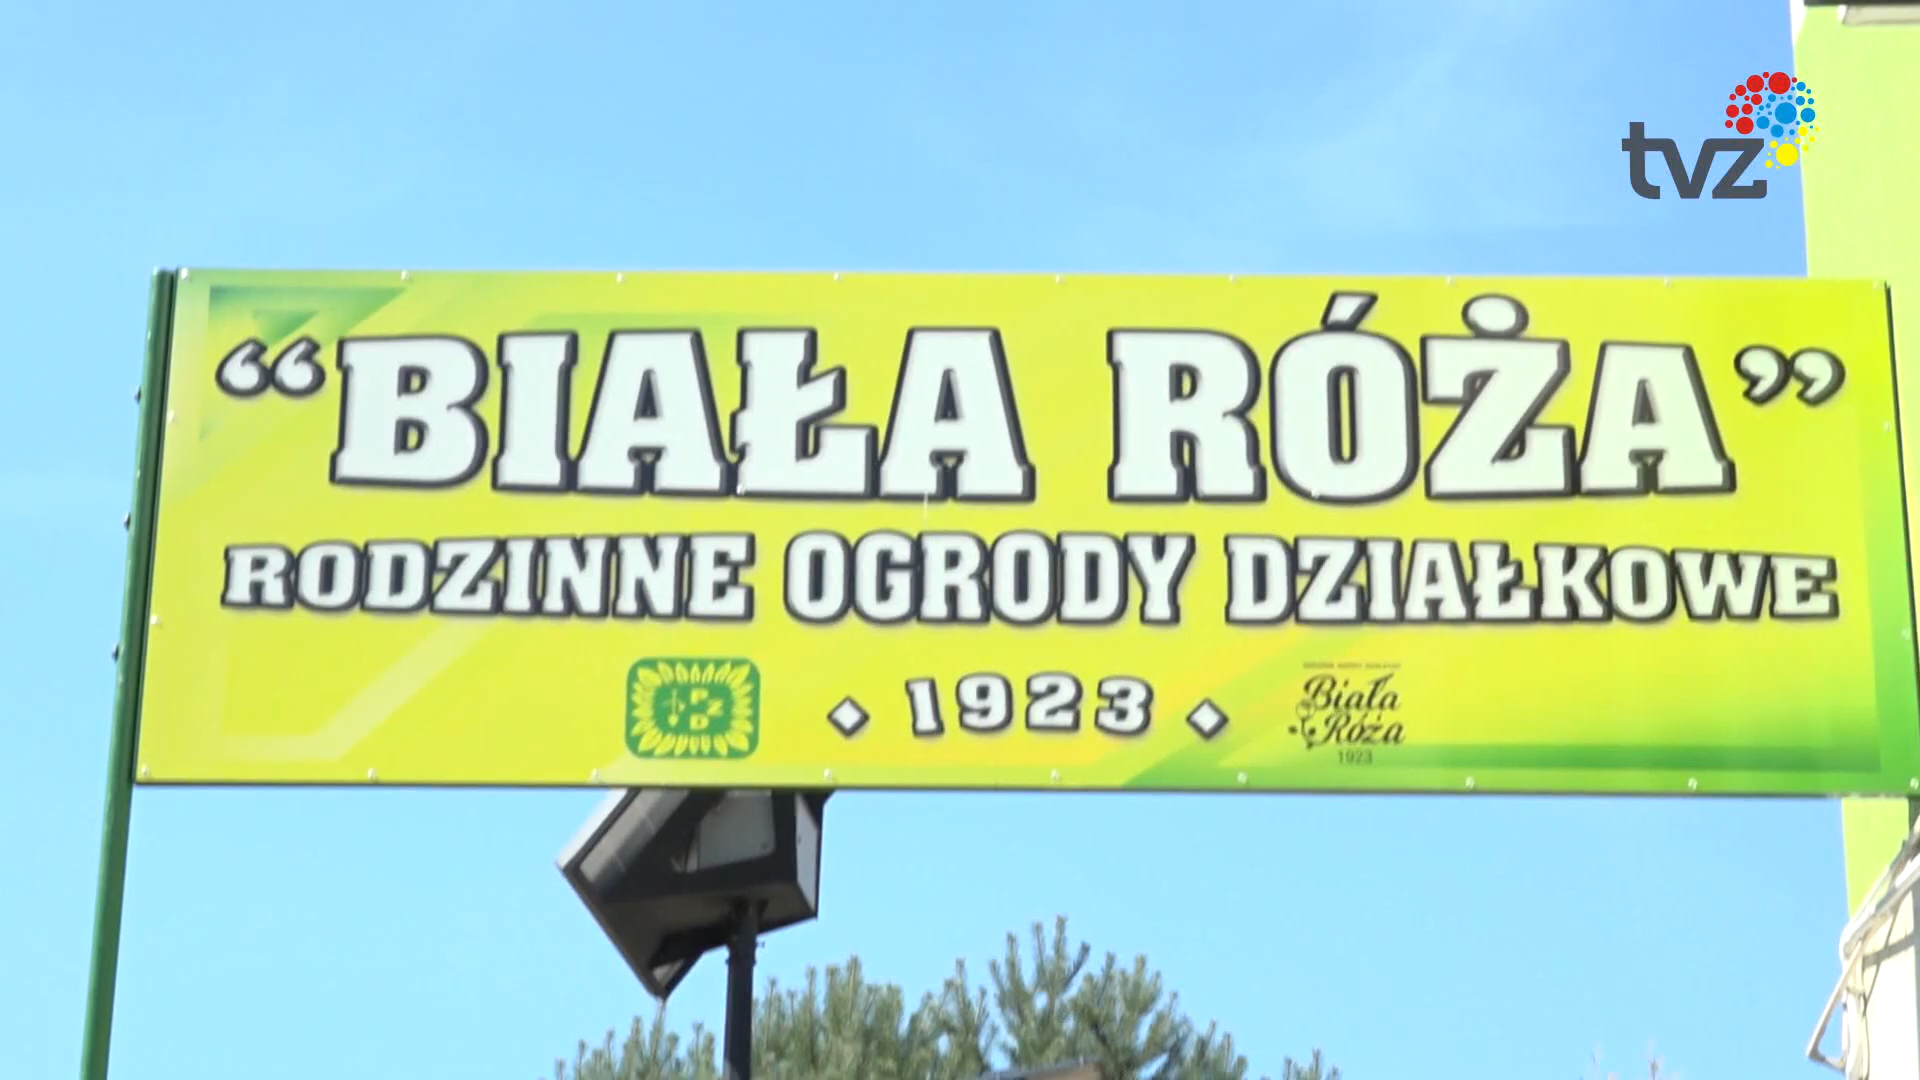 tvz
“BIAŁA RÓŻA”
RODZINNE OGRODY DZIAŁKOWE
PZD
1923
Biała
Róża
1923